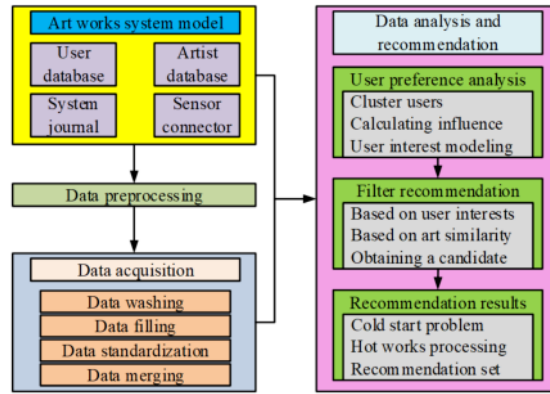 Art works system model
User
database
Artist
database
System
journal
Sensor
connector
Data preprocessing
Data acquisition
Data washing
Data filling
Data standardization
Data merging
Data analysis and
recommendation
User preference analysis
Cluster users
Calculating influence
User interest modeling
Filter recommendation
Based on user interests
Based on art similarity
Obtaining a candidate
Recommendation results
Cold start problem
Hot works processing
Recommendation set